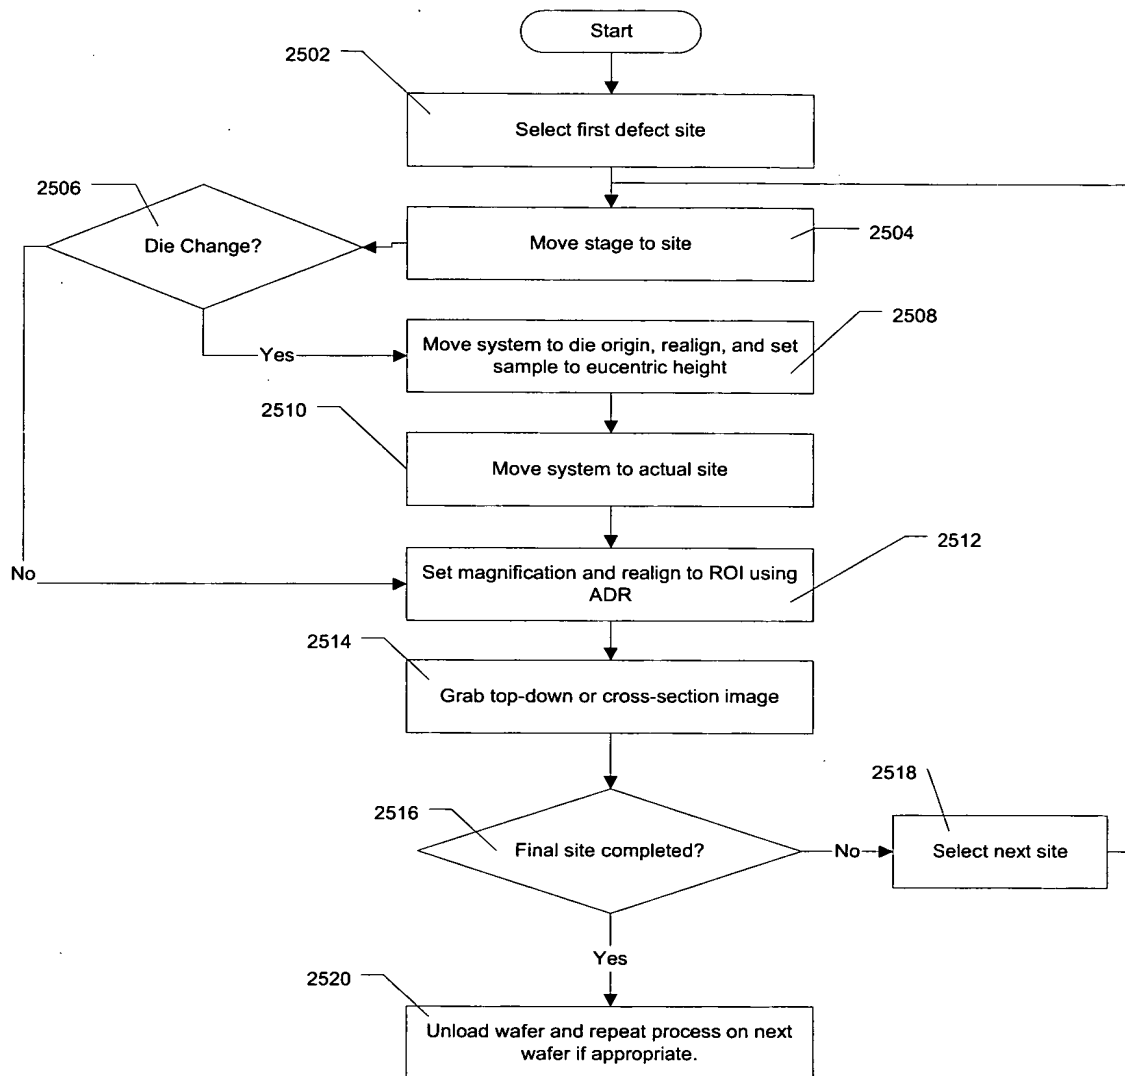 Start
2502
Select first defect site
2506
Die Change?
Move stage to site
2504
2508
Move system to die origin, realign, and set
sample to eucentric height
Yes
2510
Move system to actual site
2512
No
Set magnification and realign to ROI using
ADR
2514
Grab top-down or cross-section image
2518
2516
Final site completed?
No
Select next site
Yes
2520
Unload wafer and repeat process on next
wafer if appropriate.